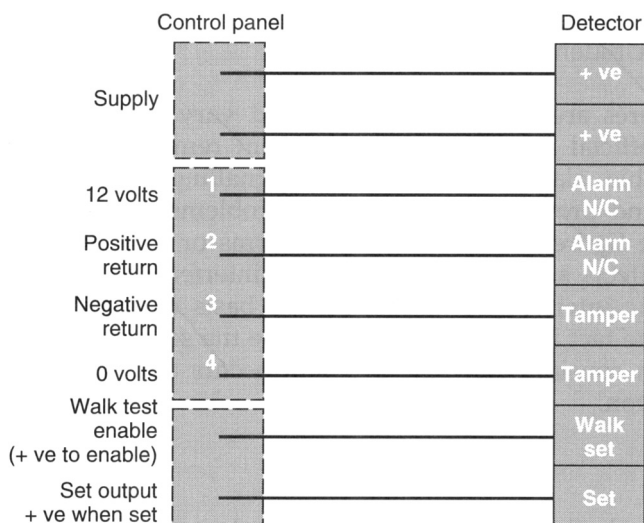 Control panel
Detector
Supply
+ ve
+ ve
12 volts
1
Alarm
N/C
Positive
return
2
Alarm
N/C
Negative
return
3
Tamper
0 volts
4
Tamper
Walk test
enable
(+ ve to enable)
Walk
set
Set output
+ ve when set
Set